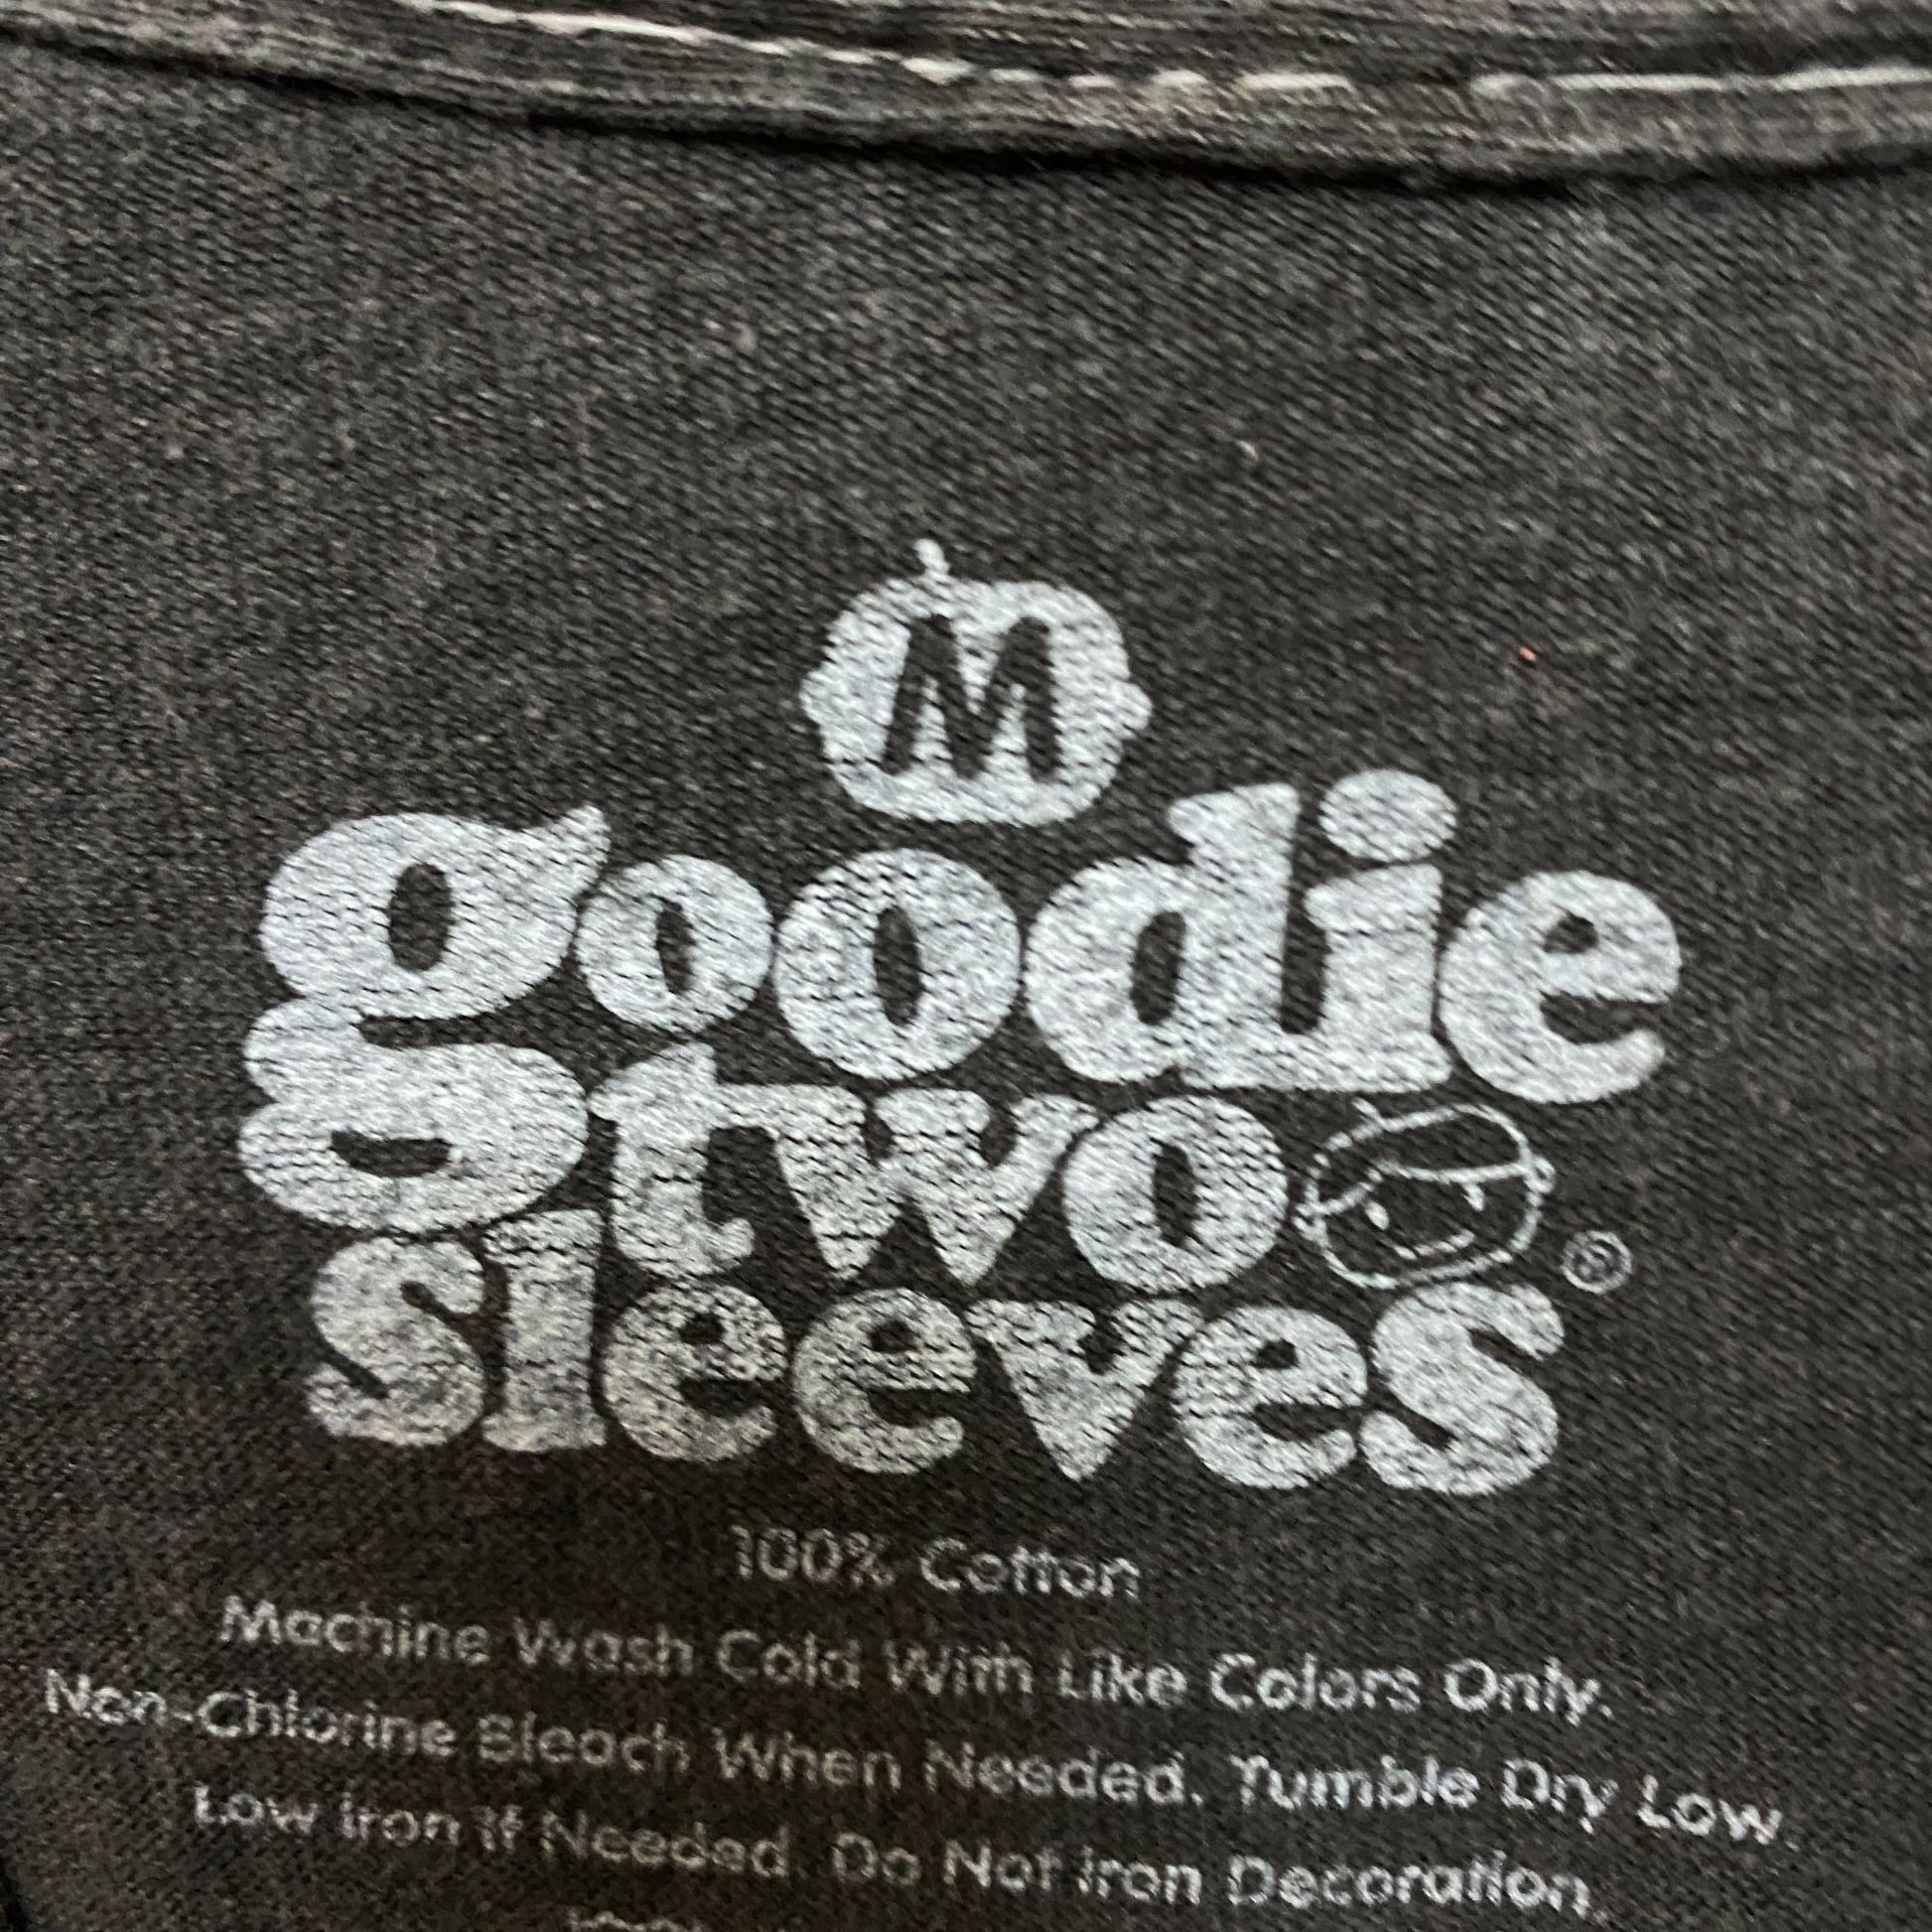 M
goodie
two
sleeves®
100% Cotton
Machine Wash Cold With Like Colors Only.
Non-Chlorine Bleach When Needed. Tumble Dry Low.
Low Iron If Needed. Do Not Iron Decoration.